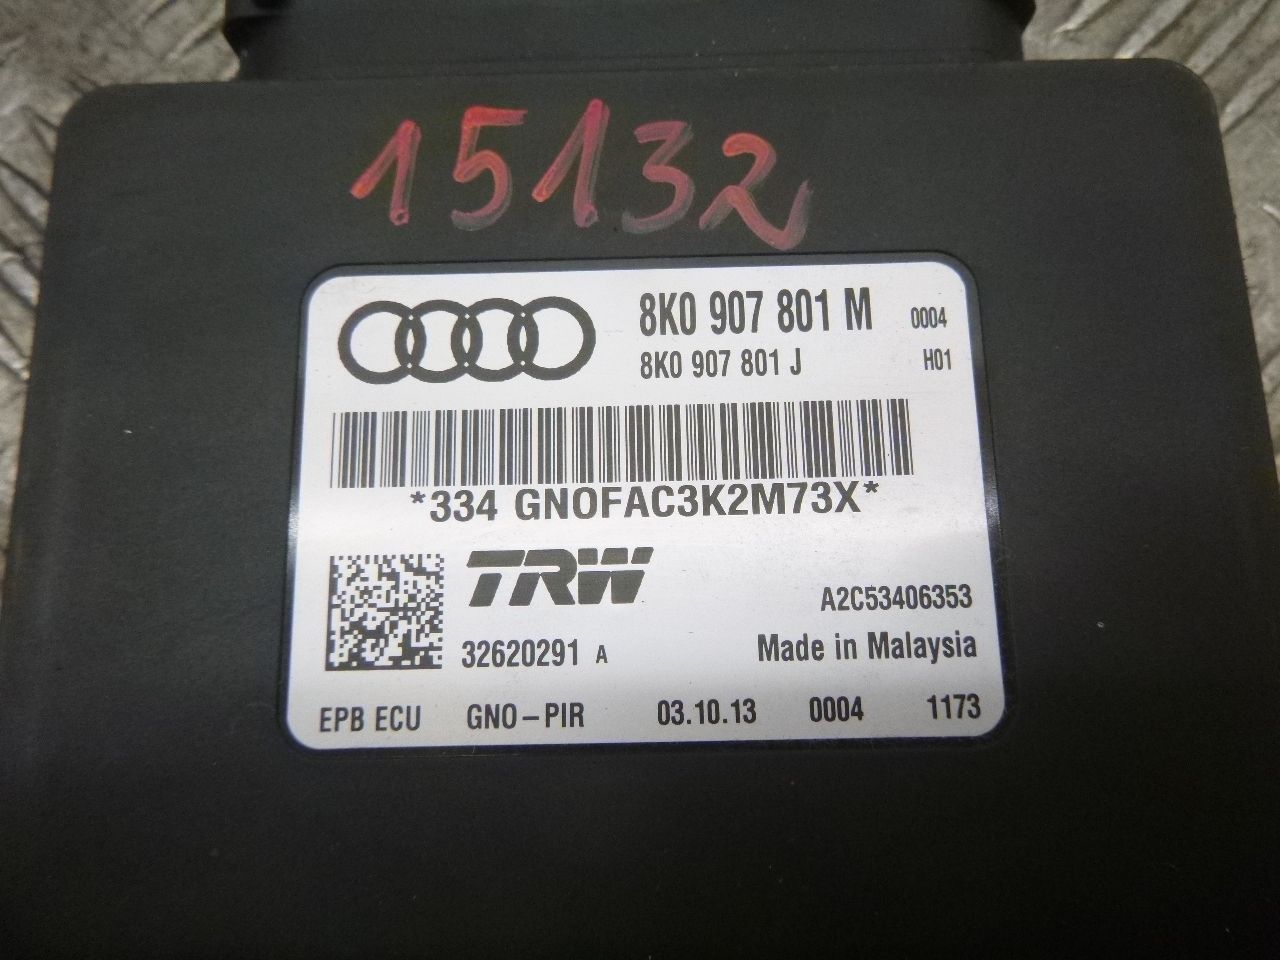 15132
8K0 907 801 M 0004
8K0 907 801 J H01
*334 GNOFAC3K2M73X*
TRW
A2C53406353
32620291 A Made in Malaysia
EPB ECU GNO-PIR 03.10.13 0004 1173